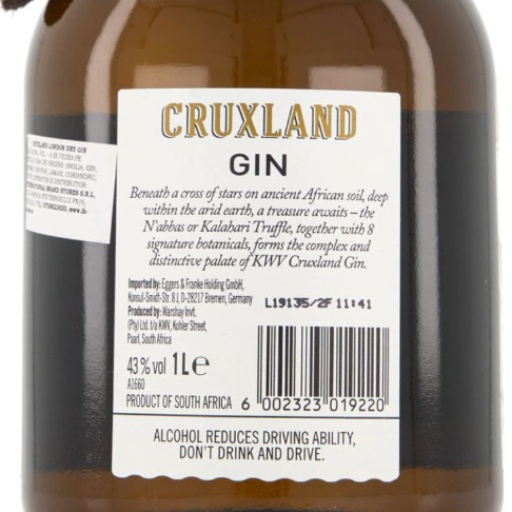 CRUXLAND
GIN
Beneath a cross of stars on ancient African soil, deep
within the arid earth, a treasure awaits – the
N'abbas or Kalahari Truffle, together with 8
signature botanicals, forms the complex and
distinctive palate of KWV Cruxland Gin.
Imported by: Eggers & Franke Holding GmbH,
Konsul-Smidt-Str. 8 J, D-28217 Bremen, Germany
Produced by: Warshay Invt.
(Pty) Ltd. t/a KWV, Kohler Street,
Paarl, South Africa
L19135/2F 11:41
43 % vol 1 L e
A1660
PRODUCT OF SOUTH AFRICA
6 002323 019220
ALCOHOL REDUCES DRIVING ABILITY,
DON'T DRINK AND DRIVE.
LONDON DRY GIN